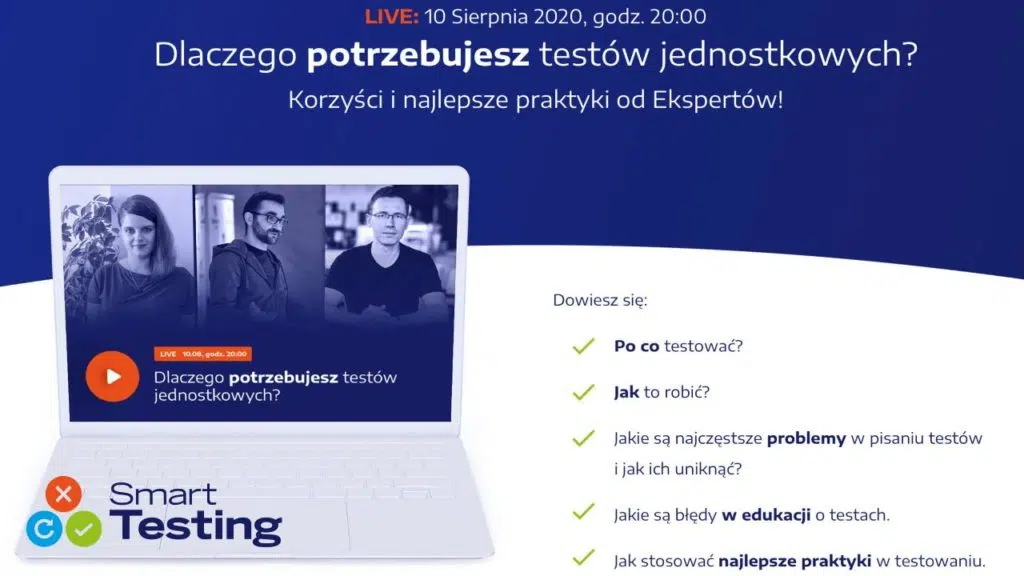 LIVE: 10 Sierpnia 2020, godz. 20:00
Dlaczego potrzebujesz testów jednostkowych?
Korzyści i najlepsze praktyki od Ekspertów!
LIVE 10.08, godz. 20:00
Dlaczego potrzebujesz testów
jednostkowych?
Smart
Testing
Dowiesz się:
Po co testować?
Jak to robić?
Jakie są najczęstsze problemy w pisaniu testów
i jak ich uniknąć?
Jakie są błędy w edukacji o testach.
Jak stosować najlepsze praktyki w testowaniu.